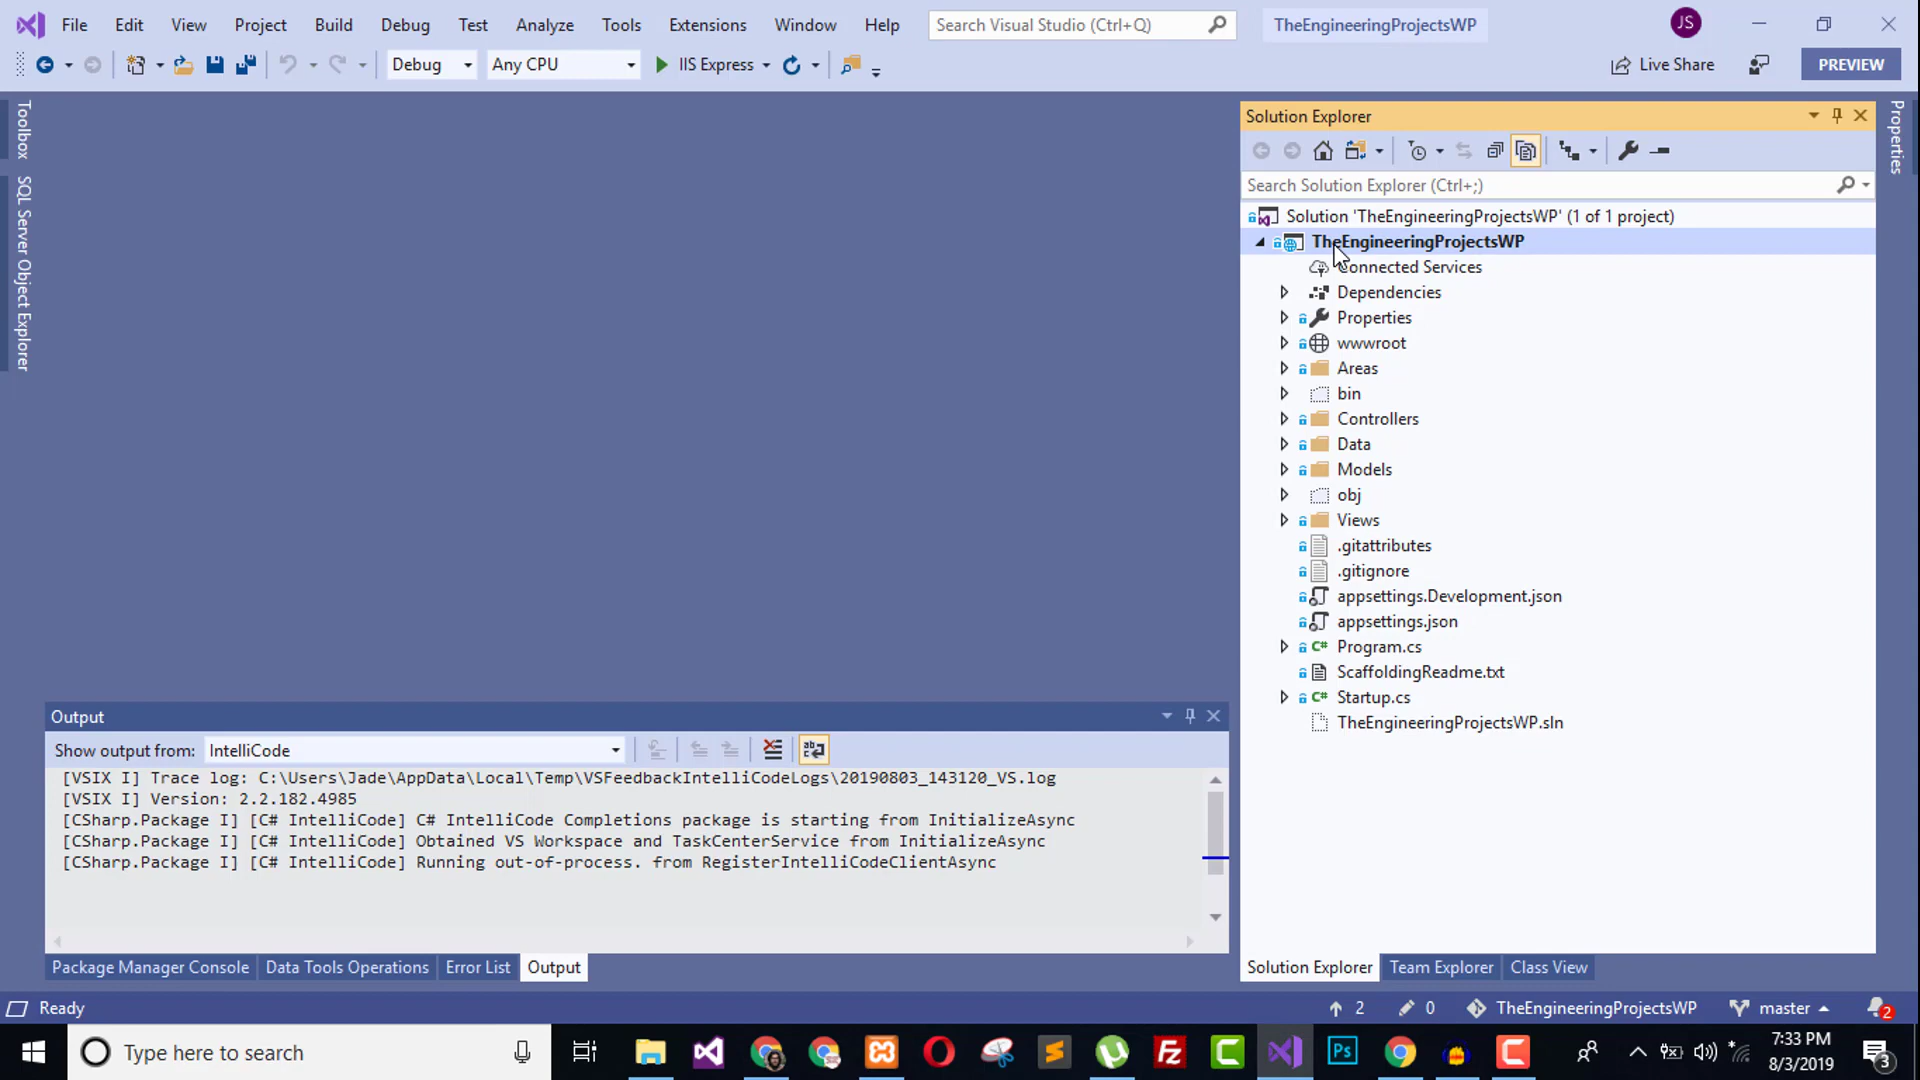 File Edit View Project Build Debug Test Analyze Tools Extensions Window Help Search Visual Studio (Ctrl+Q) TheEngineeringProjectsWP JS
Debug Any CPU IIS Express Live Share PREVIEW
Toolbox
SQL Server Object Explorer
Solution Explorer
Search Solution Explorer (Ctrl+;)
Solution 'TheEngineeringProjectsWP' (1 of 1 project)
TheEngineeringProjectsWP
Connected Services
Dependencies
Properties
wwwroot
Areas
bin
Controllers
Data
Models
obj
Views
.gitattributes
.gitignore
appsettings.Development.json
appsettings.json
Program.cs
ScaffoldingReadme.txt
Startup.cs
TheEngineeringProjectsWP.sln
Properties
Output
Show output from: IntelliCode
[VSIX I] Trace log: C:\Users\Jade\AppData\Local\Temp\VSFeedbackIntelliCodeLogs\20190803_143120_VS.log
[VSIX I] Version: 2.2.182.4985
[CSharp.Package I] [C# IntelliCode] C# IntelliCode Completions package is starting from InitializeAsync
[CSharp.Package I] [C# IntelliCode] Obtained VS Workspace and TaskCenterService from InitializeAsync
[CSharp.Package I] [C# IntelliCode] Running out-of-process. from RegisterIntelliCodeClientAsync
Package Manager Console Data Tools Operations Error List Output
Solution Explorer Team Explorer Class View
Ready 2 0 TheEngineeringProjectsWP master 2
Type here to search
7:33 PM
8/3/2019
3